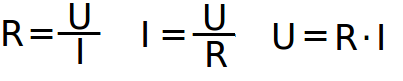 R = U/I   I = U/R   U = R · I